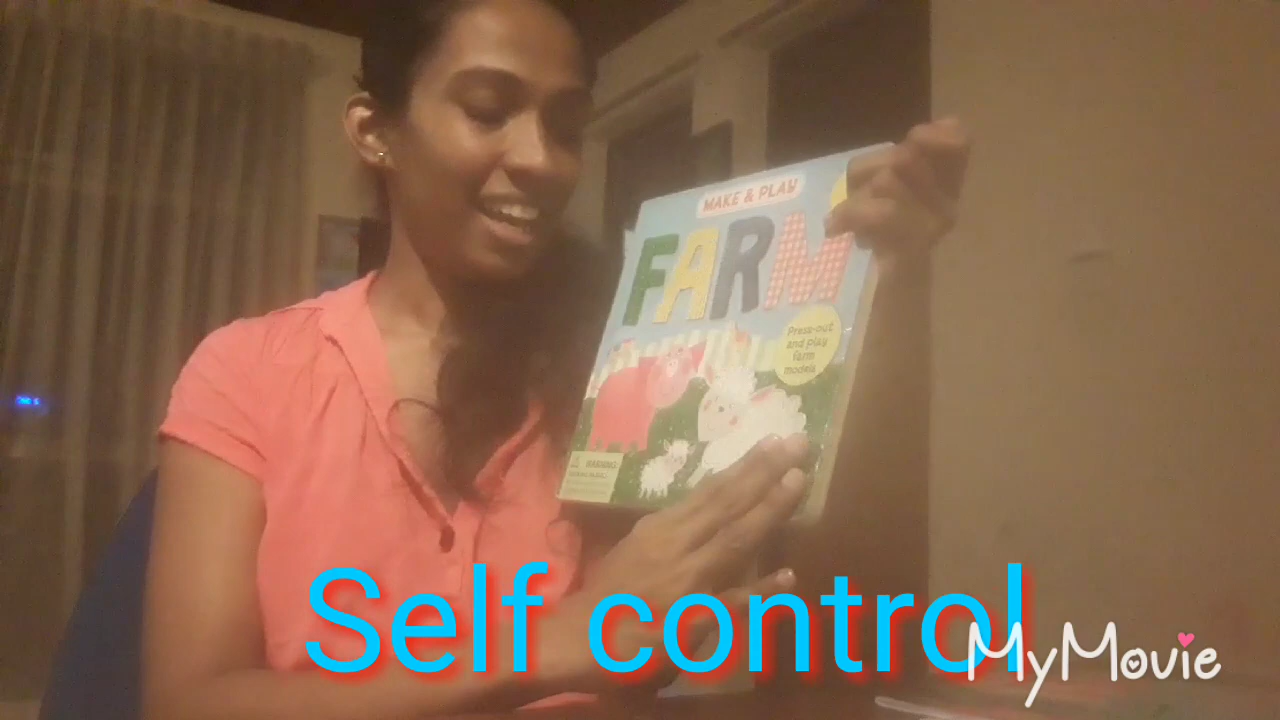 MAKE & PLAY
FARM
Press-out
and play
farm
models
WARNING
Self control
MyMovie